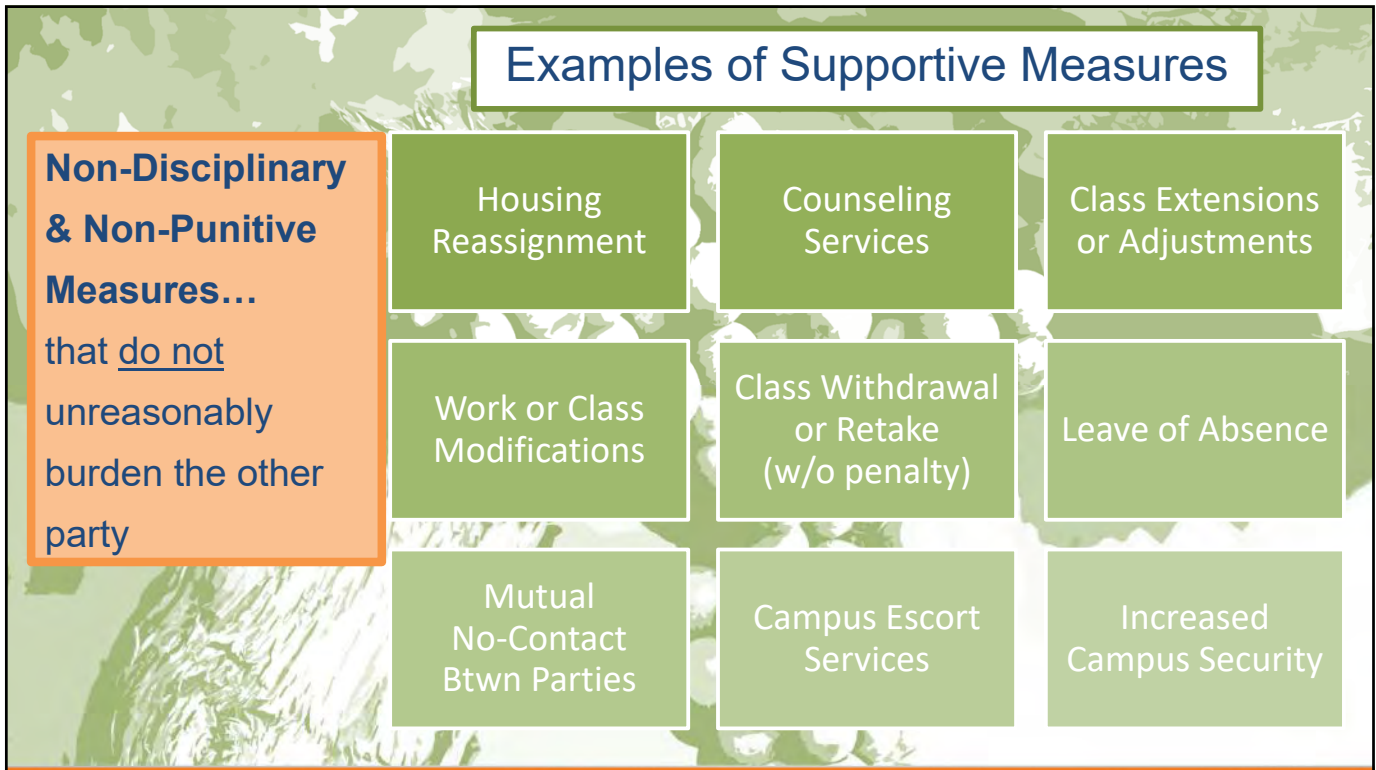 Examples of Supportive Measures
Non-Disciplinary
& Non-Punitive
Measures…
that do not
unreasonably
burden the other
party
Housing
Reassignment
Counseling
Services
Class Extensions
or Adjustments
Work or Class
Modifications
Class Withdrawal
or Retake
(w/o penalty)
Leave of Absence
Mutual
No-Contact
Btwn Parties
Campus Escort
Services
Increased
Campus Security